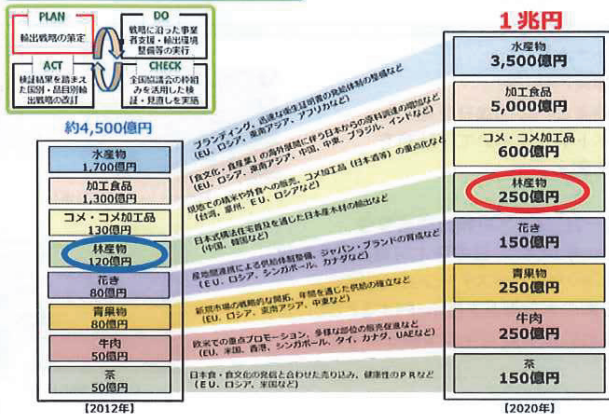 PLAN
輸出戦略の策定
DO
戦略に沿った事業
者支援・輸出環境
整備等の実行
ACT
検証結果を踏まえ
た国別・品目別輸
出戦略の改訂
CHECK
全国協議会の枠組
みを活用した検
証・見直しを実施
約4,500億円
水産物
1,700億円
加工食品
1,300億円
コメ・コメ加工品
130億円
林産物
120億円
花き
80億円
青果物
80億円
牛肉
50億円
茶
50億円
【2012年】
ブランディング、迅速な衛生証明書の発給体制の整備など
(EU、ロシア、東南アジア、アフリカなど)
「食文化・食産業」の海外展開に伴う日本からの原料調達の増加など
(EU、ロシア、東南アジア、中国、中東、ブラジル、インドなど)
現地での精米や外食への販売、コメ加工品(日本酒等)の重点化など
(台湾、豪州、EU、ロシアなど)
日本式構法住宅普及を通じた日本産木材の輸出など
(中国、韓国など)
産地間連携による供給体制整備、ジャパン・ブランドの育成など
(EU、ロシア、シンガポール、カナダなど)
新規市場の戦略的な開拓、年間を通じた供給の確立など
(EU、ロシア、東南アジア、中東など)
欧米での重点プロモーション、多様な部位の販売促進など
(EU、米国、香港、シンガポール、タイ、カナダ、UAEなど)
日本食・食文化の発信と合わせた売り込み、健康性のPRなど
(EU、ロシア、米国など)
1兆円
水産物
3,500億円
加工食品
5,000億円
コメ・コメ加工品
600億円
林産物
250億円
花き
150億円
青果物
250億円
牛肉
250億円
茶
150億円
【2020年】